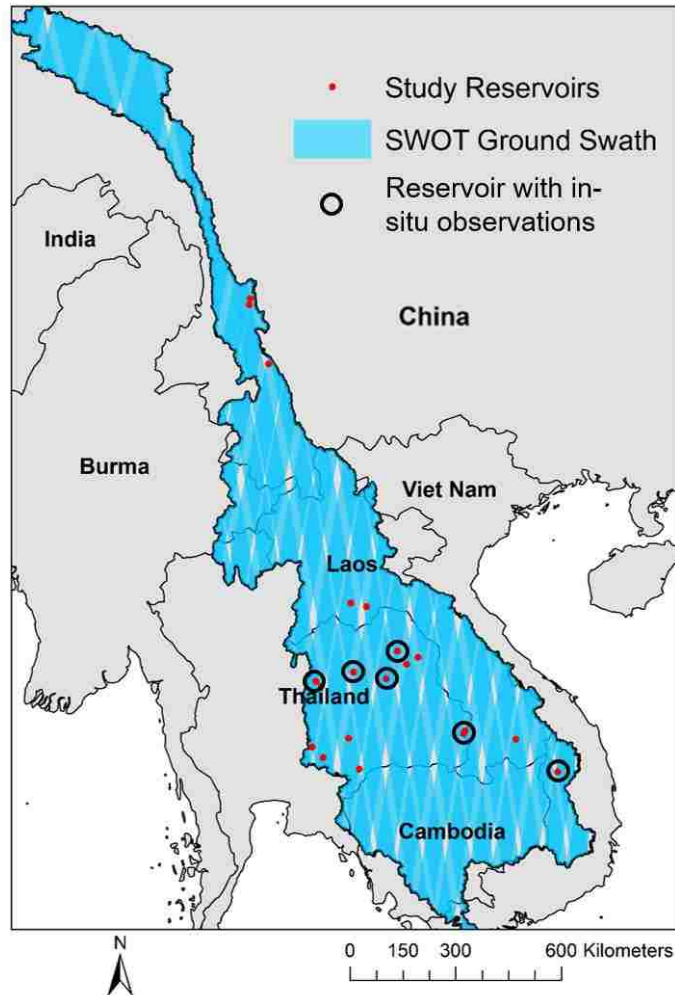 Study Reservoirs
SWOT Ground Swath
Reservoir with in-
situ observations
India
China
Burma
Viet Nam
Laos
Thailand
Cambodia
N
0 150 300 600 Kilometers